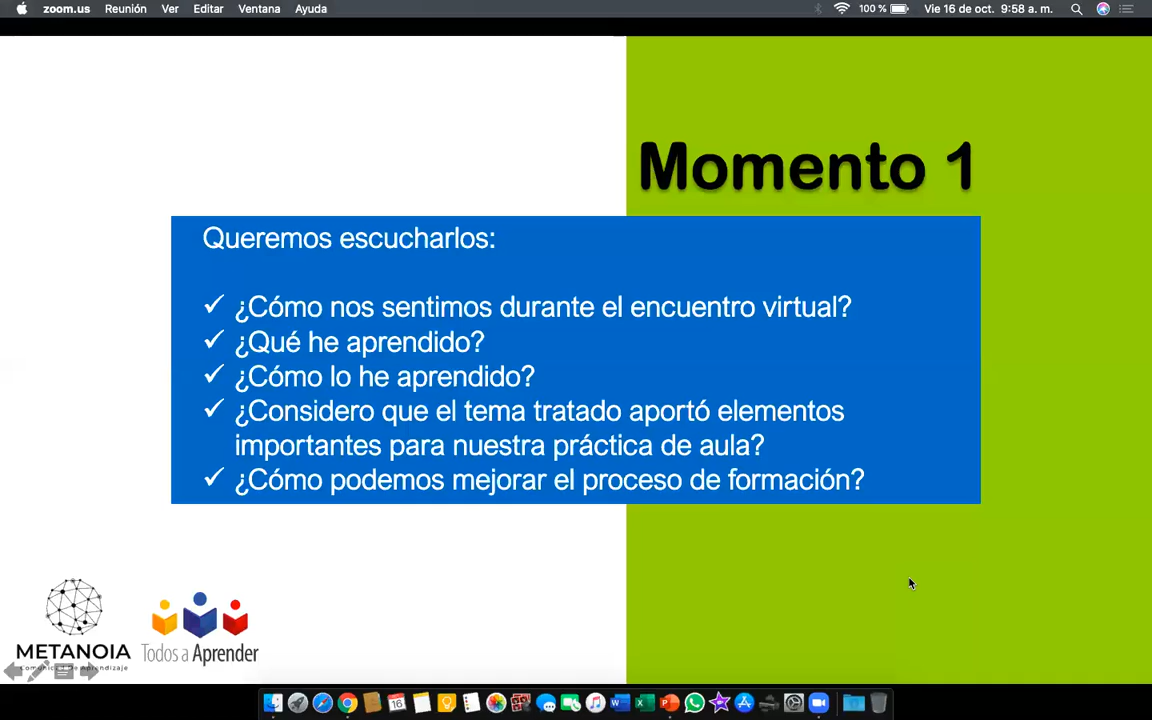 zoom.us Reunión Ver Editar Ventana Ayuda 100 % Vie 16 de oct. 9:58 a. m.
Momento 1
Queremos escucharlos:
✓ ¿Cómo nos sentimos durante el encuentro virtual?
✓ ¿Qué he aprendido?
✓ ¿Cómo lo he aprendido?
✓ ¿Considero que el tema tratado aportó elementos
importantes para nuestra práctica de aula?
✓ ¿Cómo podemos mejorar el proceso de formación?
METANOIA
Todos a Aprender
16